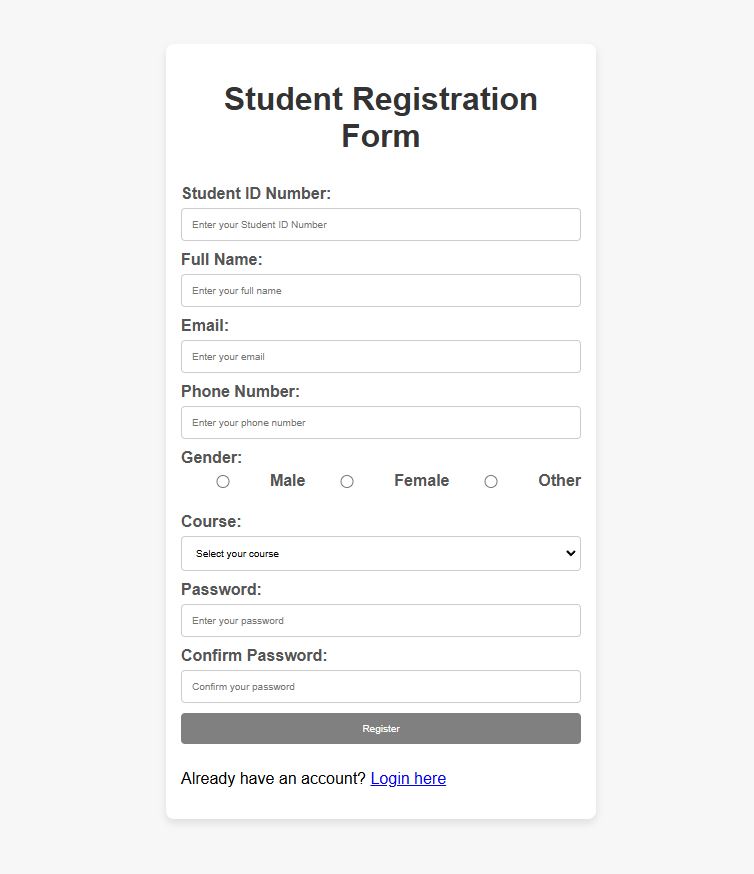 Student Registration
Form
Student ID Number:
Enter your Student ID Number
Full Name:
Enter your full name
Email:
Enter your email
Phone Number:
Enter your phone number
Gender:
Male Female Other
Course:
Select your course
Password:
Enter your password
Confirm Password:
Confirm your password
Register
Already have an account? Login here